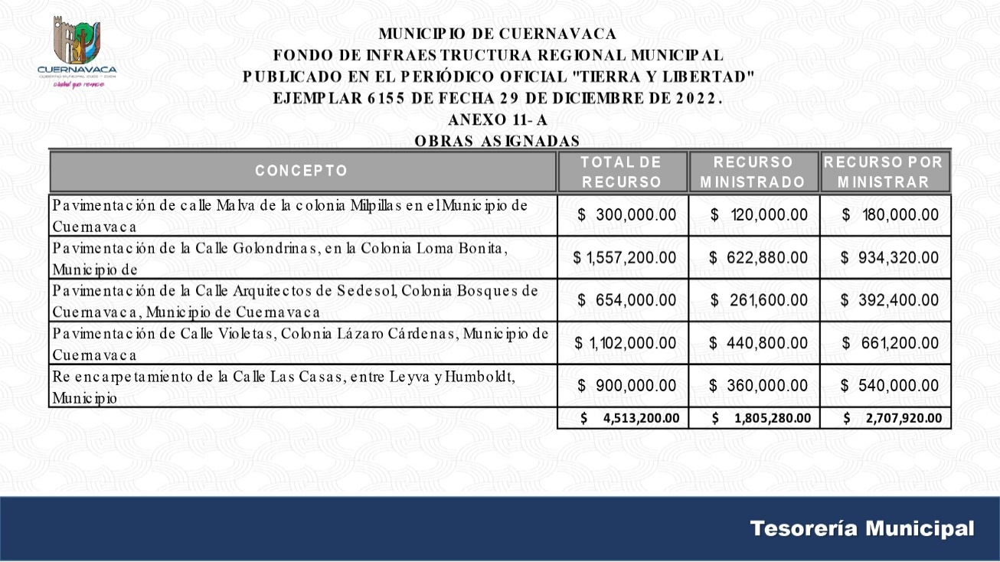 CUERNAVACA
GOBIERNO MUNICIPAL 2022 - 2024
ciudad que renace
MUNICIPIO DE CUERNAVACA
FONDO DE INFRAESTRUCTURA REGIONAL MUNICIPAL
PUBLICADO EN EL PERIÓDICO OFICIAL "TIERRA Y LIBERTAD"
EJEMPLAR 6155 DE FECHA 29 DE DICIEMBRE DE 2022.
ANEXO 11- A
OBRAS ASIGNADAS
CONCEPTO TOTAL DE RECURSO RECURSO MINISTRADO RECURSO POR MINISTRAR
Pavimentación de calle Malva de la colonia Milpillas en el Municipio de
Cuernavaca $ 300,000.00 $ 120,000.00 $ 180,000.00
Pavimentación de la Calle Golondrinas, en la Colonia Loma Bonita,
Municipio de $ 1,557,200.00 $ 622,880.00 $ 934,320.00
Pavimentación de la Calle Arquitectos de Sedesol, Colonia Bosques de
Cuernavaca, Municipio de Cuernavaca $ 654,000.00 $ 261,600.00 $ 392,400.00
Pavimentación de Calle Violetas, Colonia Lázaro Cárdenas, Municipio de
Cuernavaca $ 1,102,000.00 $ 440,800.00 $ 661,200.00
Re encarpetamiento de la Calle Las Casas, entre Leyva y Humboldt,
Municipio $ 900,000.00 $ 360,000.00 $ 540,000.00
$ 4,513,200.00 $ 1,805,280.00 $ 2,707,920.00
Tesorería Municipal